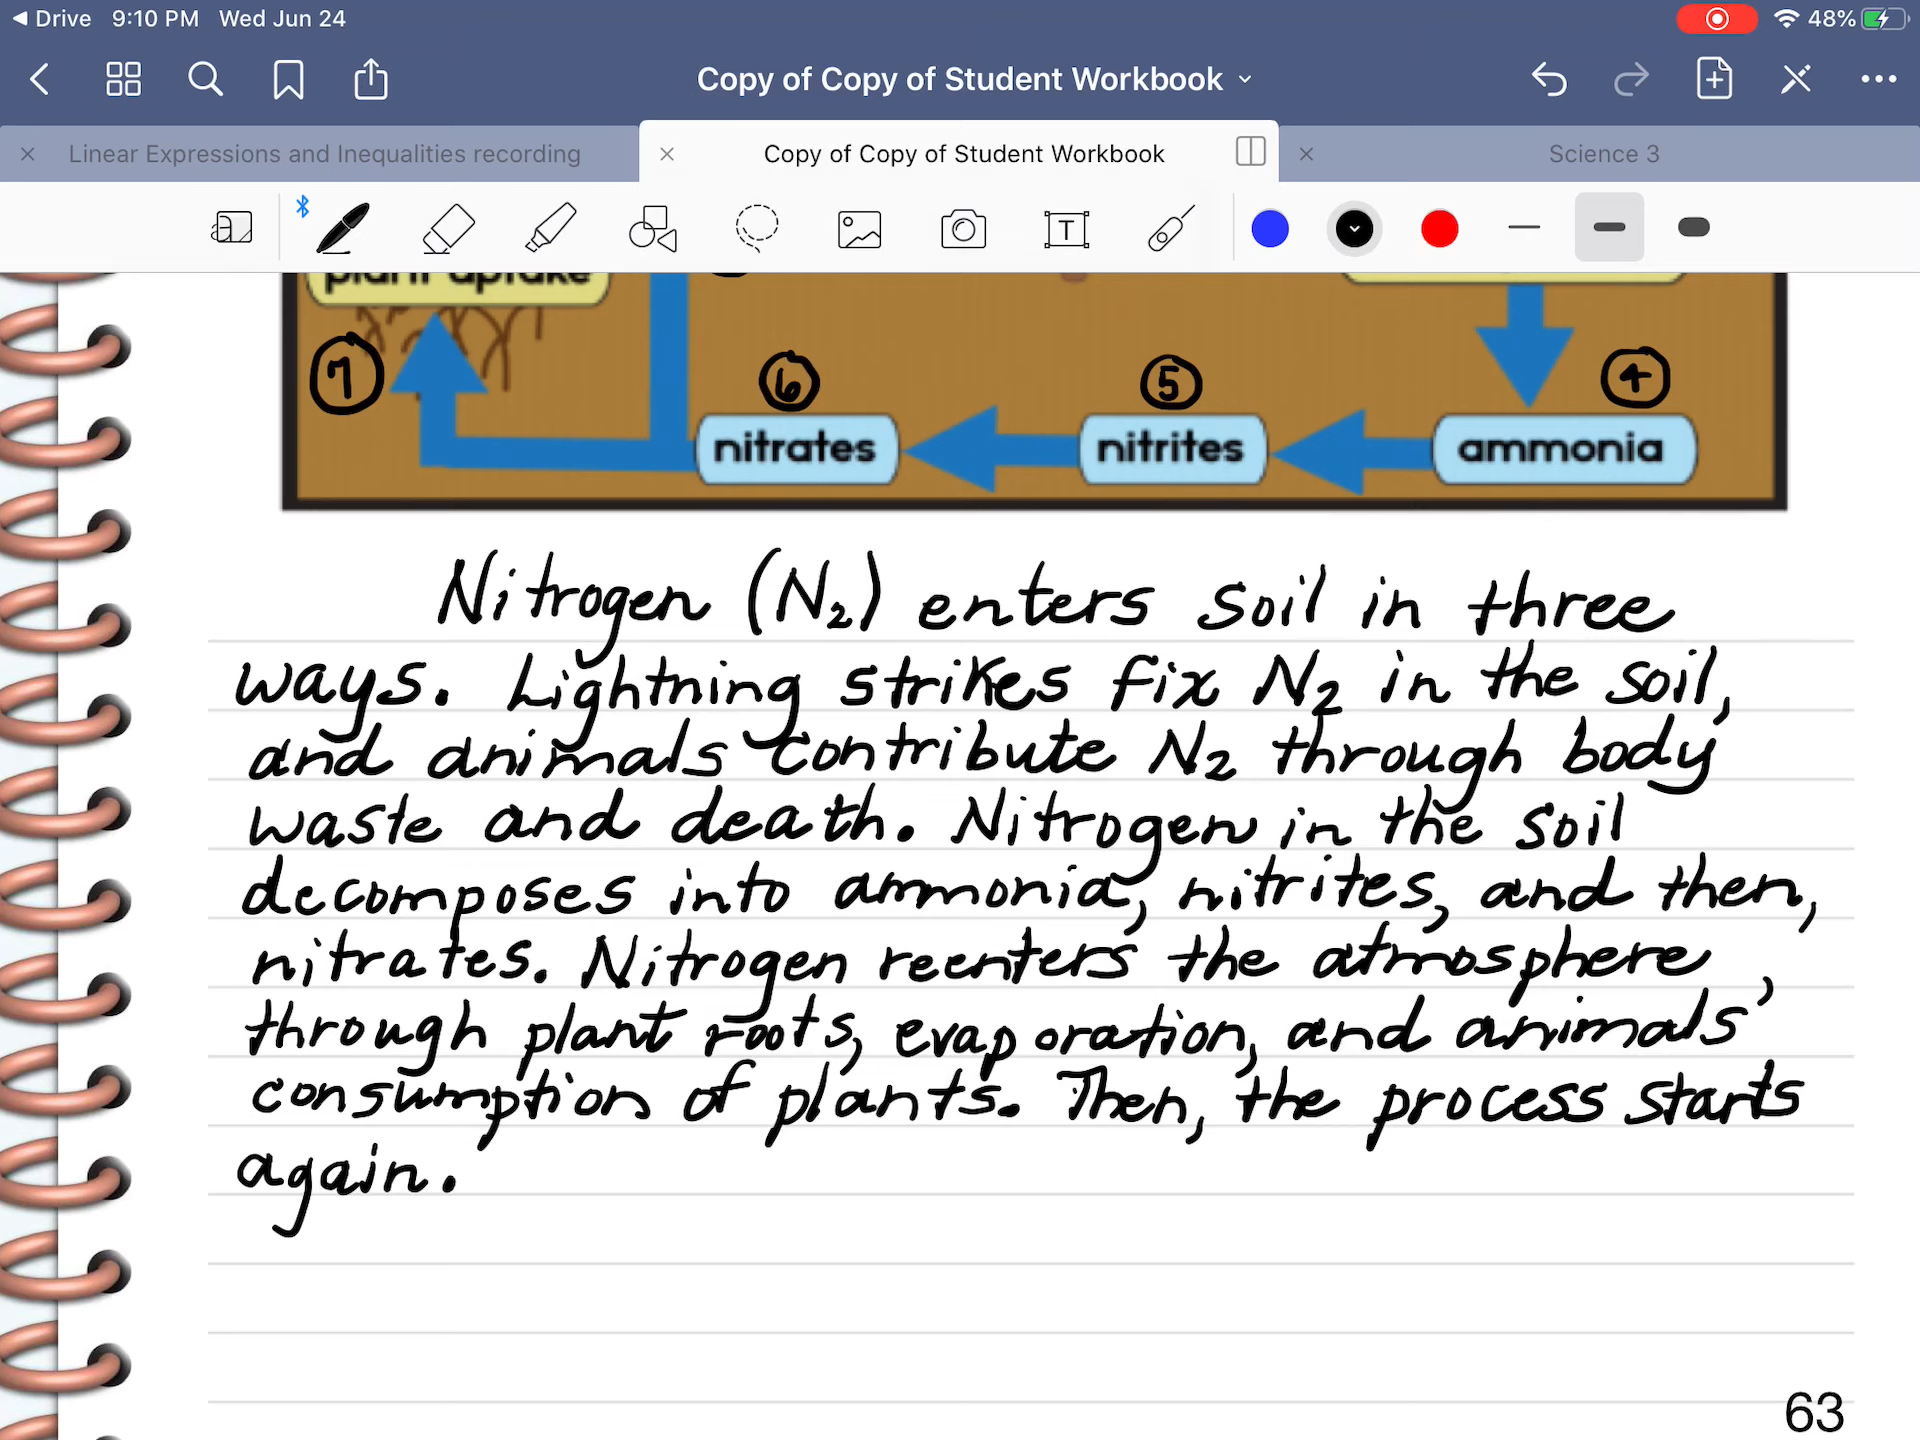 Drive 9:10 PM Wed Jun 24 48%
Copy of Copy of Student Workbook
Linear Expressions and Inequalities recording Copy of Copy of Student Workbook Science 3
T
plant uptake
7 6 5 4
nitrates nitrites ammonia
Nitrogen (N₂) enters soil in three
ways. Lightning strikes fix N₂ in the soil,
and animals contribute N₂ through body
waste and death. Nitrogen in the soil
decomposes into ammonia, nitrites, and then,
nitrates. Nitrogen reenters the atmosphere
through plant roots, evaporation, and animals'
consumption of plants. Then, the process starts
again.
63